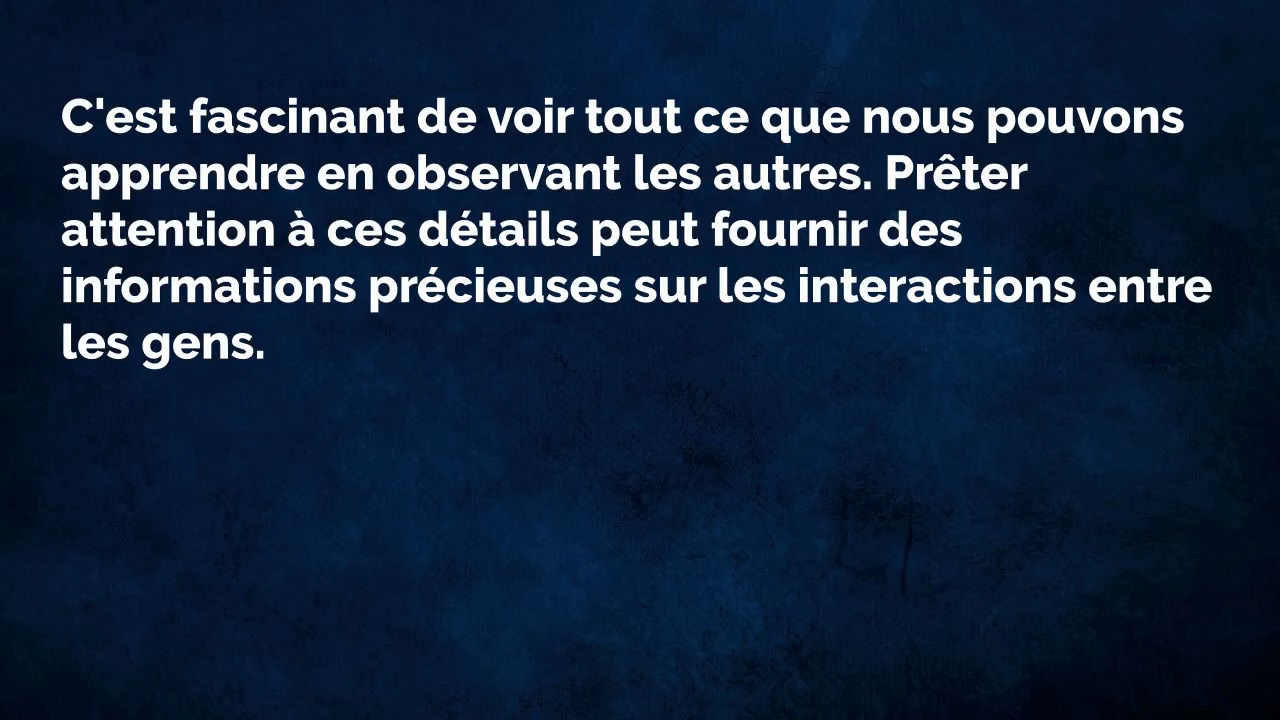 C'est fascinant de voir tout ce que nous pouvons
apprendre en observant les autres. Prêter
attention à ces détails peut fournir des
informations précieuses sur les interactions entre
les gens.